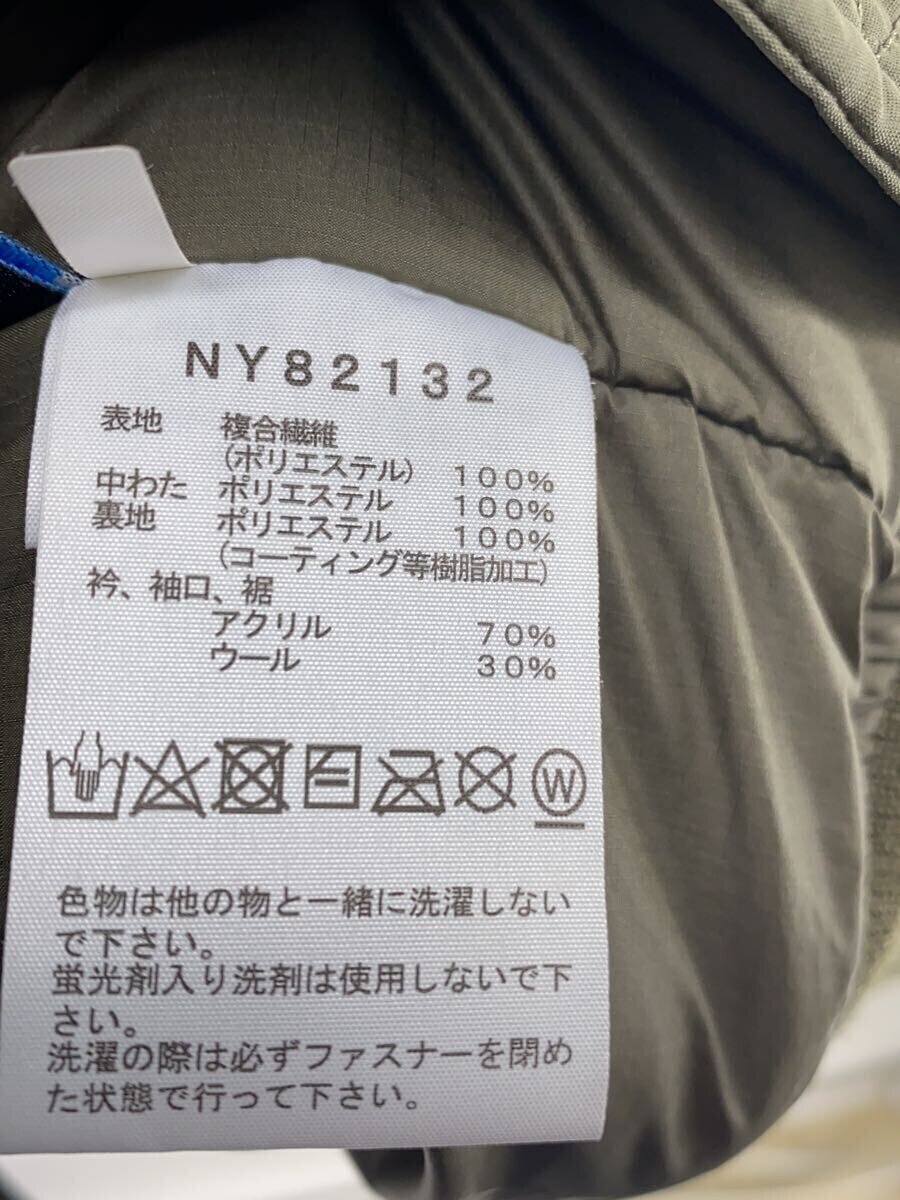 NY82132
表地 複合繊維
(ポリエステル) 100%
中わた ポリエステル 100%
裏地 ポリエステル 100%
(コーティング等樹脂加工)
衿、袖口、裾
アクリル 70%
ウール 30%
W
色物は他の物と一緒に洗濯しない
で下さい。
蛍光剤入り洗剤は使用しないで下
さい。
洗濯の際は必ずファスナーを閉め
た状態で行って下さい。